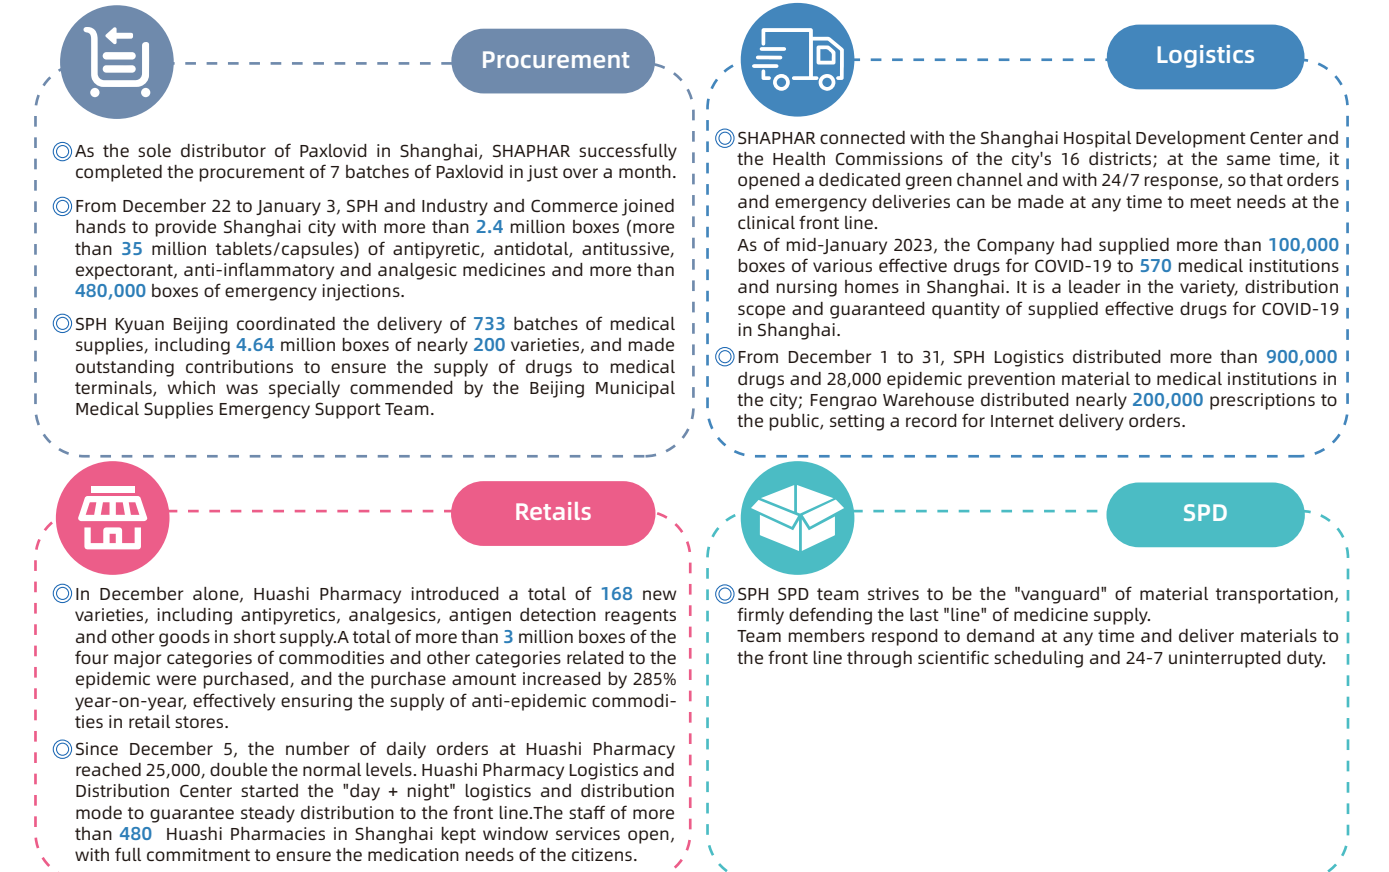 Procurement
As the sole distributor of Paxlovid in Shanghai, SHAPHAR successfully
completed the procurement of 7 batches of Paxlovid in just over a month.
From December 22 to January 3, SPH and Industry and Commerce joined
hands to provide Shanghai city with more than 2.4 million boxes (more
than 35 million tablets/capsules) of antipyretic, antidotal, antitussive,
expectorant, anti-inflammatory and analgesic medicines and more than
480,000 boxes of emergency injections.
SPH Kyuan Beijing coordinated the delivery of 733 batches of medical
supplies, including 4.64 million boxes of nearly 200 varieties, and made
outstanding contributions to ensure the supply of drugs to medical
terminals, which was specially commended by the Beijing Municipal
Medical Supplies Emergency Support Team.
Logistics
SHAPHAR connected with the Shanghai Hospital Development Center and
the Health Commissions of the city's 16 districts; at the same time, it
opened a dedicated green channel and with 24/7 response, so that orders
and emergency deliveries can be made at any time to meet needs at the
clinical front line.
As of mid-January 2023, the Company had supplied more than 100,000
boxes of various effective drugs for COVID-19 to 570 medical institutions
and nursing homes in Shanghai. It is a leader in the variety, distribution
scope and guaranteed quantity of supplied effective drugs for COVID-19
in Shanghai.
From December 1 to 31, SPH Logistics distributed more than 900,000
drugs and 28,000 epidemic prevention material to medical institutions in
the city; Fengrao Warehouse distributed nearly 200,000 prescriptions to
the public, setting a record for Internet delivery orders.
Retails
In December alone, Huashi Pharmacy introduced a total of 168 new
varieties, including antipyretics, analgesics, antigen detection reagents
and other goods in short supply.A total of more than 3 million boxes of the
four major categories of commodities and other categories related to the
epidemic were purchased, and the purchase amount increased by 285%
year-on-year, effectively ensuring the supply of anti-epidemic commodi-
ties in retail stores.
Since December 5, the number of daily orders at Huashi Pharmacy
reached 25,000, double the normal levels. Huashi Pharmacy Logistics and
Distribution Center started the "day + night" logistics and distribution
mode to guarantee steady distribution to the front line.The staff of more
than 480 Huashi Pharmacies in Shanghai kept window services open,
with full commitment to ensure the medication needs of the citizens.
SPD
SPH SPD team strives to be the "vanguard" of material transportation,
firmly defending the last "line" of medicine supply.
Team members respond to demand at any time and deliver materials to
the front line through scientific scheduling and 24-7 uninterrupted duty.